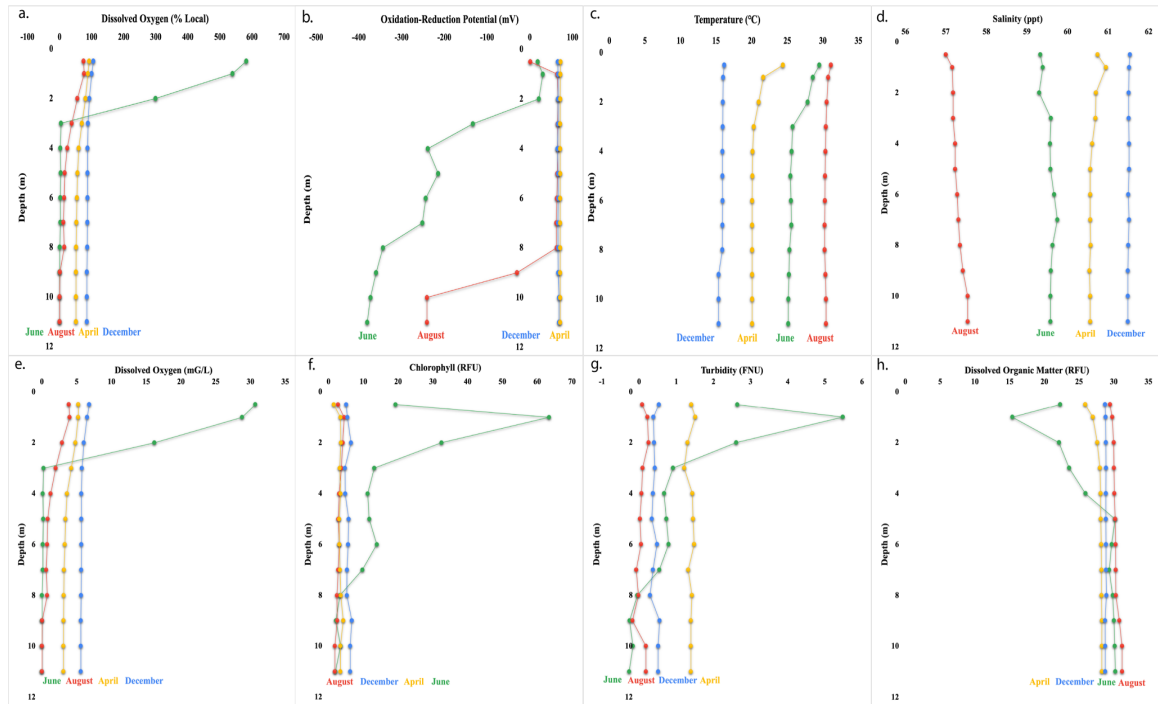 a.
Dissolved Oxygen (% Local)
-100 0 100 200 300 400 500 600 700
0
2
4
6
8
10
12
Depth (m)
June August April December
b.
Oxidation-Reduction Potential (mV)
-500 -400 -300 -200 -100 0 100
2
4
6
8
10
12
Depth (m)
June August December April
c.
Temperature (°C)
0 5 10 15 20 25 30 35
0
2
4
6
8
10
12
Depth (m)
December April June August
d.
Salinity (ppt)
56 57 58 59 60 61 62
0
2
4
6
8
10
12
Depth (m)
August June April December
e.
Dissolved Oxygen (mG/L)
0 5 10 15 20 25 30 35
0
2
4
6
8
10
12
Depth (m)
June August April December
f.
Chlorophyll (RFU)
0 10 20 30 40 50 60 70
0
2
4
6
8
10
12
Depth (m)
August December April June
g.
Turbidity (FNU)
-1 0 1 2 3 4 5 6
0
2
4
6
8
10
12
Depth (m)
June August December April
h.
Dissolved Organic Matter (RFU)
0 5 10 15 20 25 30 35
0
2
4
6
8
10
12
Depth (m)
April December June August